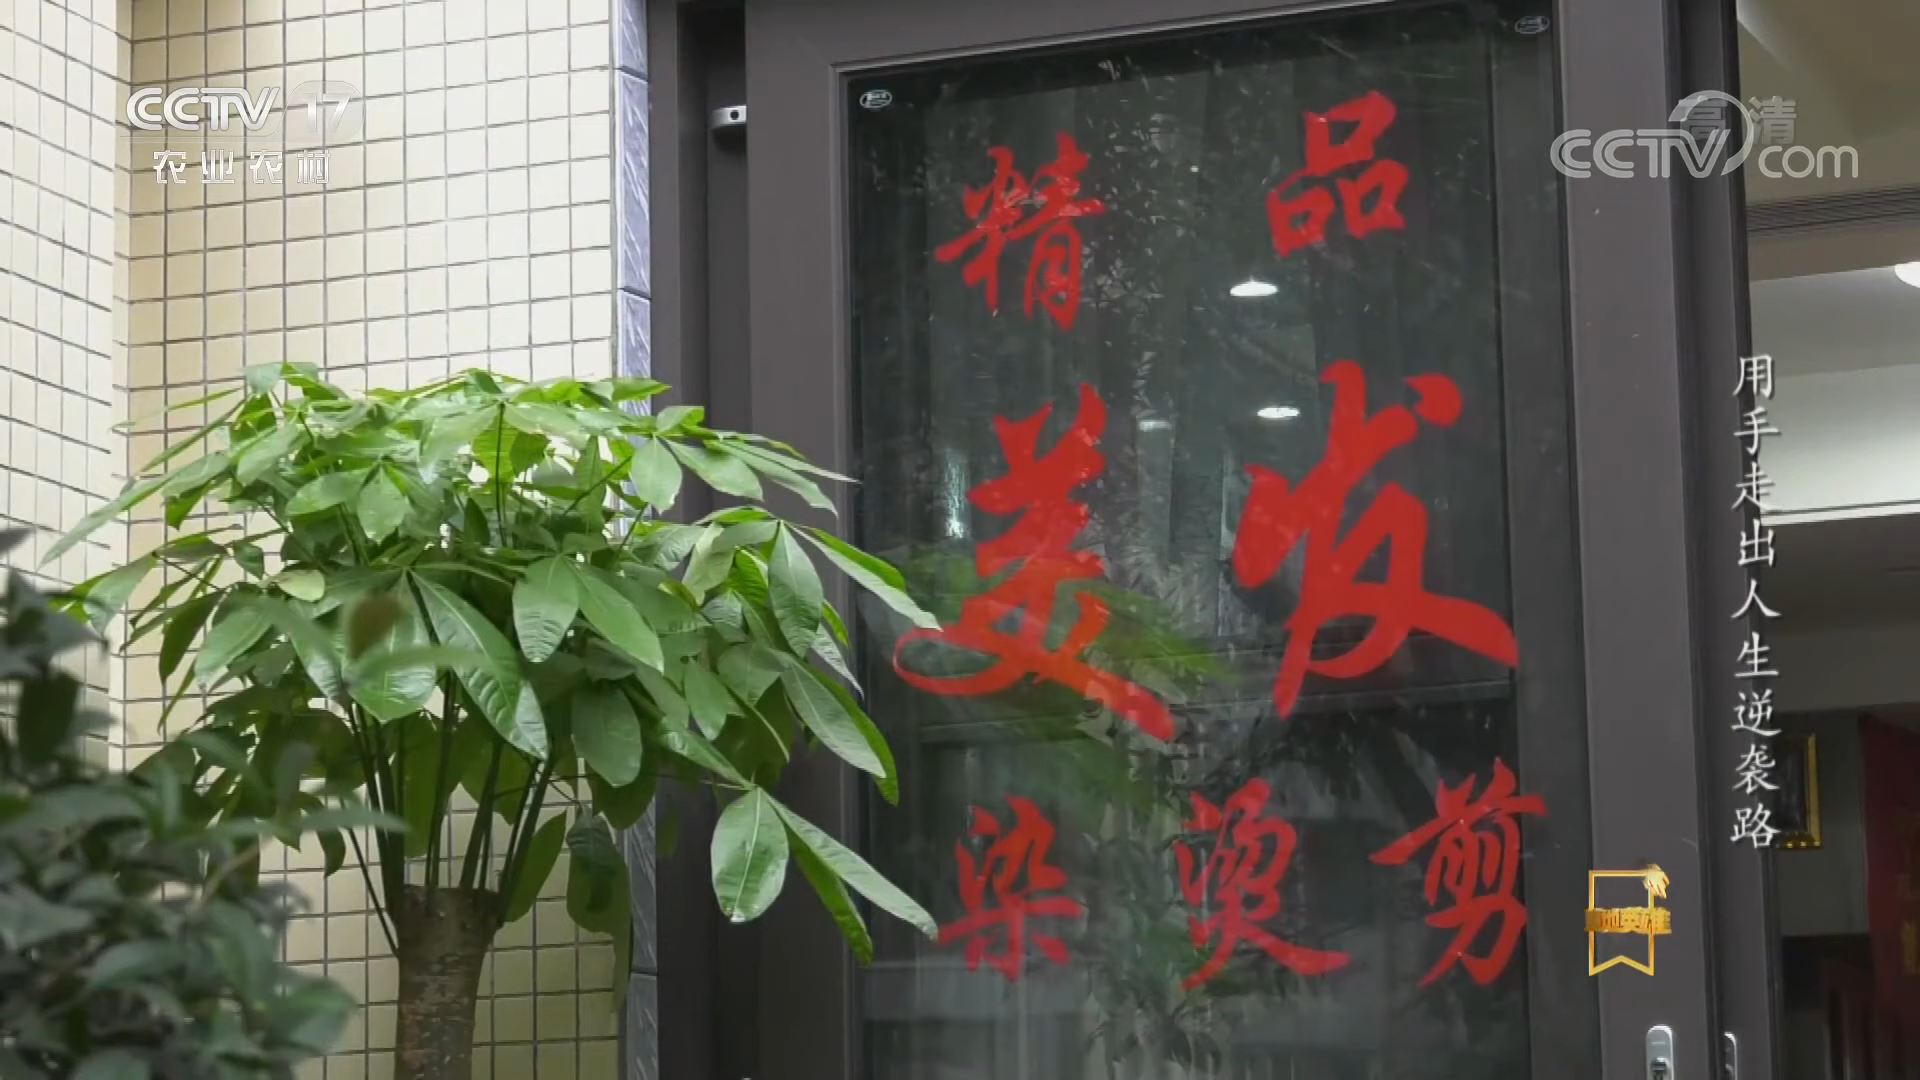 CCTV 17
农业农村
高清
CCTV com
精品
美发
染烫剪
用手走出人生逆袭路